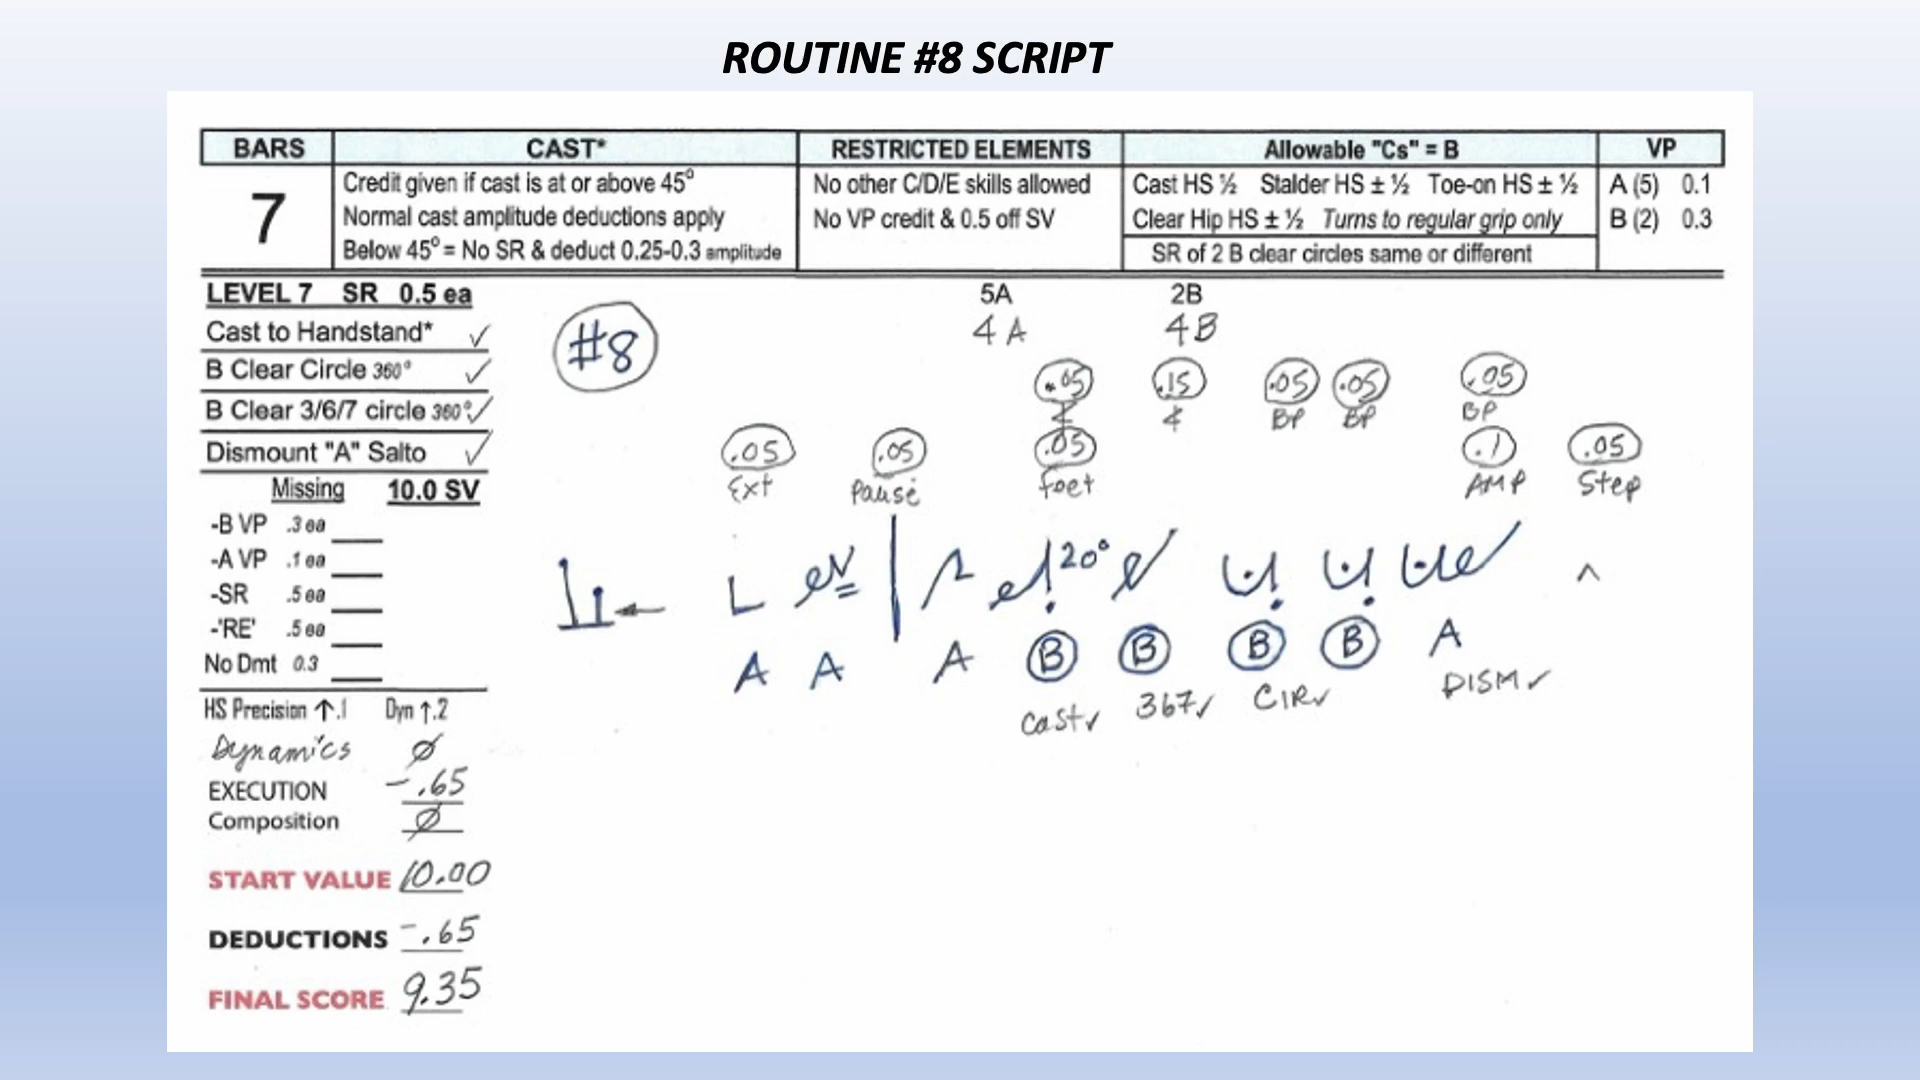 ROUTINE #8 SCRIPT
BARS CAST* RESTRICTED ELEMENTS Allowable "Cs" = B VP
7
Credit given if cast is at or above 45°
Normal cast amplitude deductions apply
Below 45° = No SR & deduct 0.25-0.3 amplitude
No other C/D/E skills allowed
No VP credit & 0.5 off SV
Cast HS ½ Stalder HS ± ½ Toe-on HS ± ½
Clear Hip HS ± ½ Turns to regular grip only
SR of 2 B clear circles same or different
A (5) 0.1
B (2) 0.3
LEVEL 7 SR 0.5 ea
Cast to Handstand* ✓
B Clear Circle 360° ✓
B Clear 3/6/7 circle 360° ✓
Dismount "A" Salto ✓
Missing 10.0 SV
-B VP .3 ea
-A VP .1 ea
-SR .5 ea
-'RE' .5 ea
No Dmt 0.3
HS Precision ↑.1 Dyn ↑.2
Dynamics Ø
EXECUTION -.65
Composition Ø
START VALUE 10.00
DEDUCTIONS -.65
FINAL SCORE 9.35
#8
5A 2B
4 A 4B
.05 .15 .05 .05 .05
BP BP BP
.05 .05 .05 .1 .05
Ext Pause feet AMP Step
20°
A A A B B B B A
Cast✓ 367✓ CIR✓ DISM✓